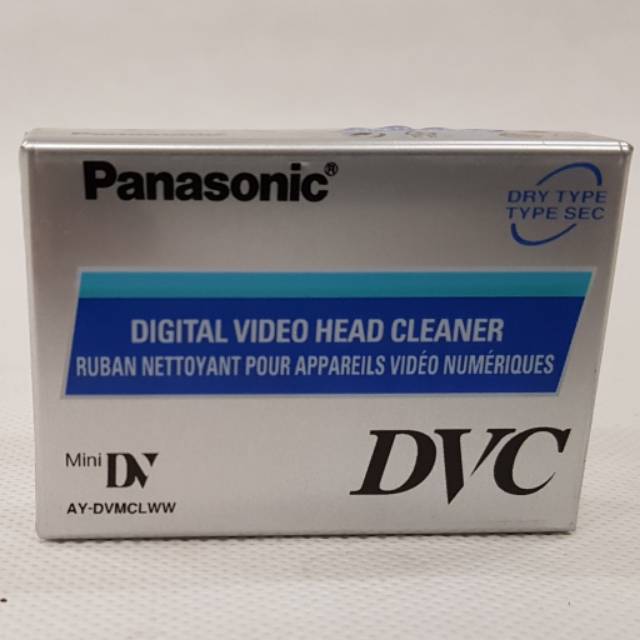 Panasonic®
DRY TYPE
TYPE SEC
DIGITAL VIDEO HEAD CLEANER
RUBAN NETTOYANT POUR APPAREILS VIDÉO NUMÉRIQUES
Mini DV
AY-DVMCLWW
DVC